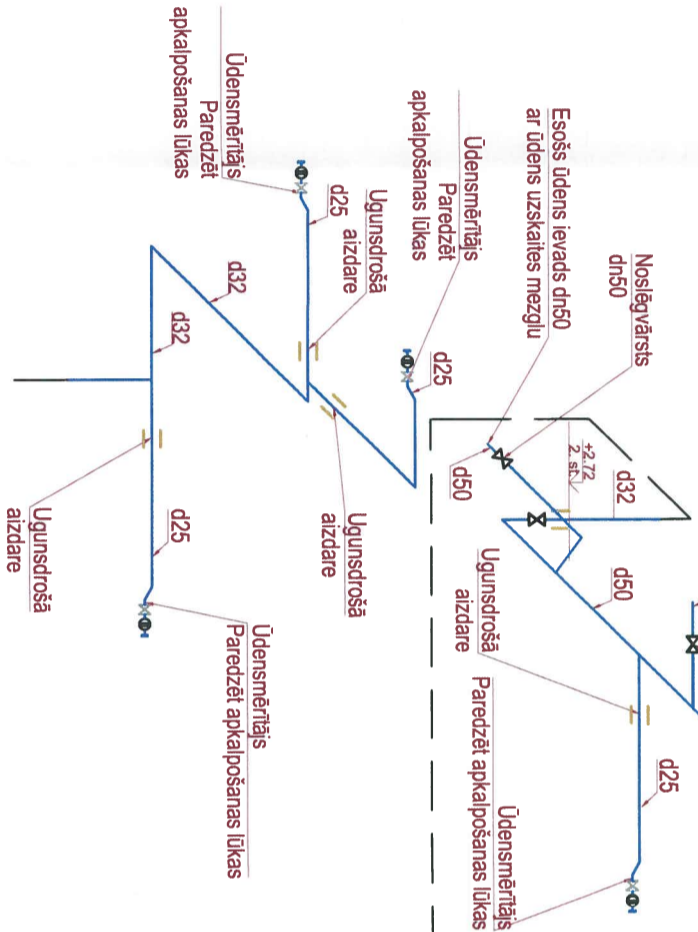 Ūdensmērītājs
Paredzēt
apkalpošanas lūkas
d25
Ugunsdrošā
aizdare
d32
d32
Ugunsdrošā
aizdare
d25
Ūdensmērītājs
Paredzēt apkalpošanas lūkas
Ūdensmērītājs
Paredzēt
apkalpošanas lūkas
d25
Ugunsdrošā
aizdare
Esošs ūdens ievads dn50
ar ūdens uzskaites mezglu
Noslēgvārsts
dn50
d50
+2.72
2. st.
d32
d50
Ugunsdrošā
aizdare
d25
Ūdensmērītājs
Paredzēt apkalpošanas lūkas